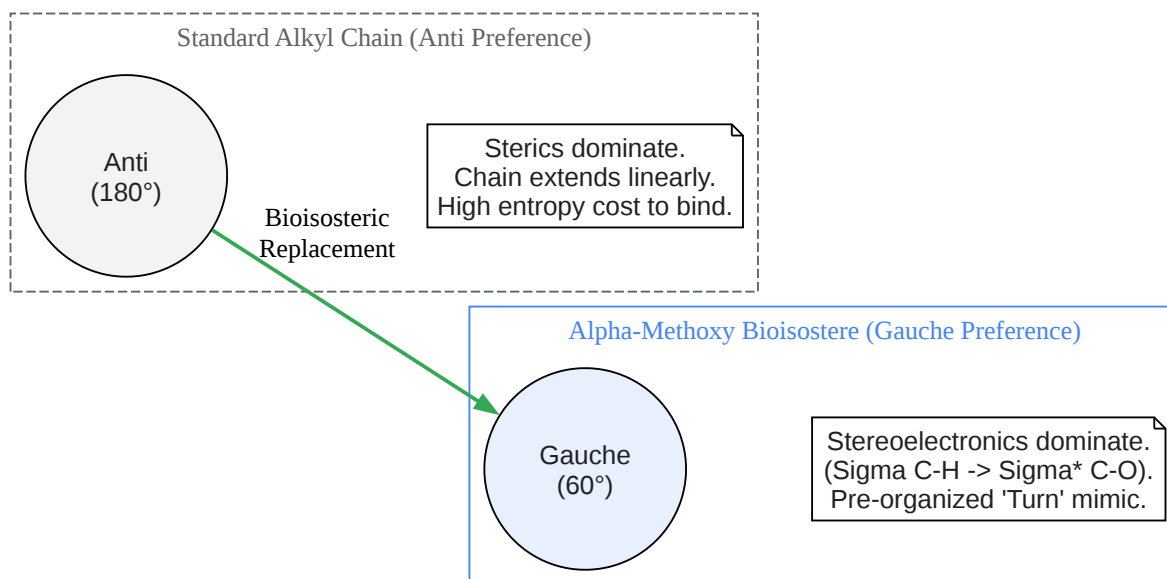 Standard Alkyl Chain (Anti Preference)
Anti
(180°)
Sterics dominate.
Chain extends linearly.
High entropy cost to bind.
Bioisosteric
Replacement
Alpha-Methoxy Bioisostere (Gauche Preference)
Gauche
(60°)
Stereoelectronics dominate.
(Sigma C-H -> Sigma* C-O).
Pre-organized 'Turn' mimic.